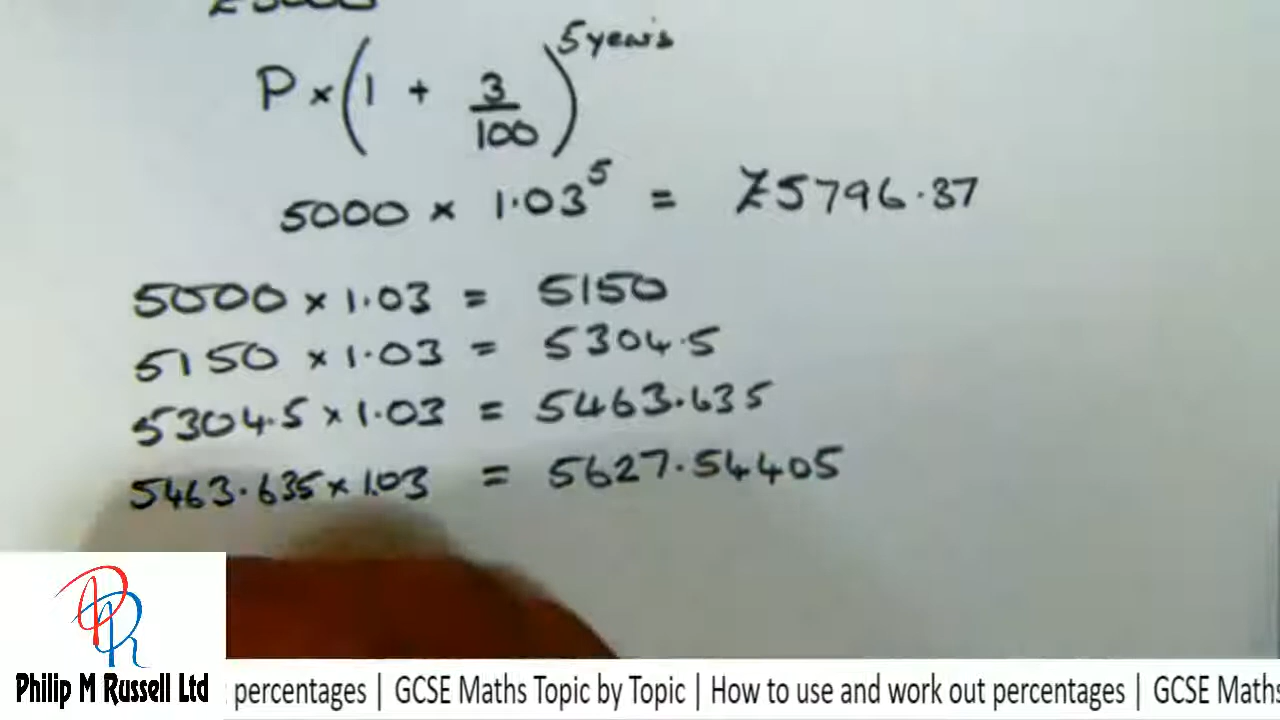 £5000
P × (1 + 3/100)^5 years
5000 × 1.03^5 = £5796.37
5000 × 1.03 = 5150
5150 × 1.03 = 5304.5
5304.5 × 1.03 = 5463.635
5463.635 × 1.03 = 5627.54405
PR
Philip M Russell Ltd
percentages | GCSE Maths Topic by Topic | How to use and work out percentages | GCSE Maths